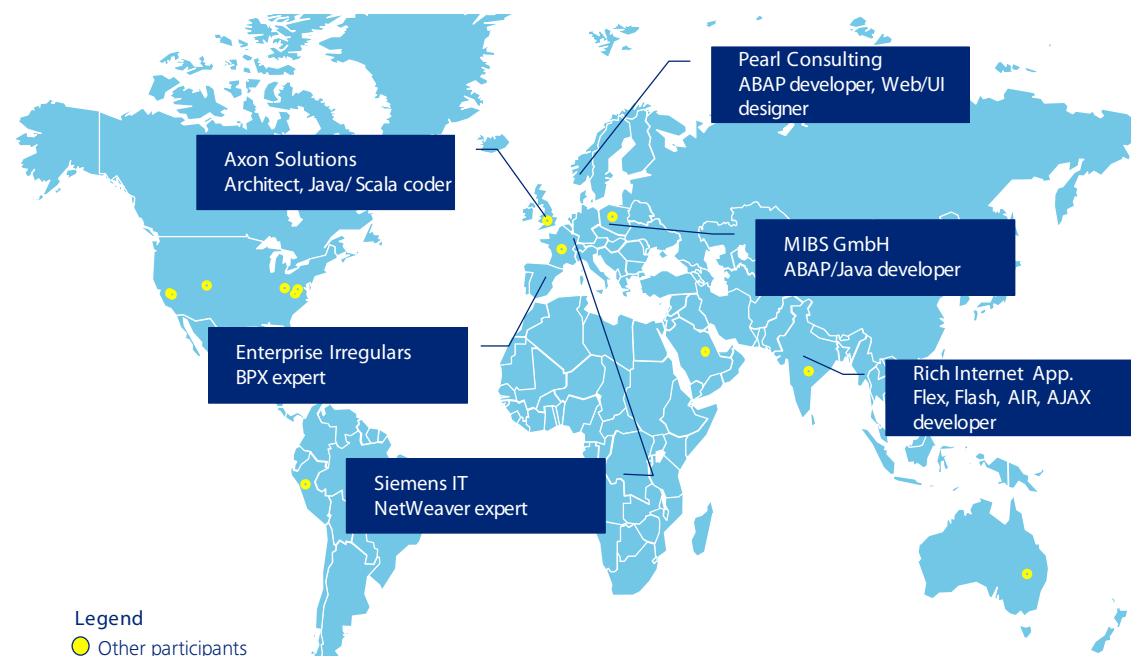 Pearl Consulting
ABAP developer, Web/UI
designer
Axon Solutions
Architect, Java/ Scala coder
MIBS GmbH
ABAP/Java developer
Enterprise Irregulars
BPX expert
Rich Internet App.
Flex, Flash, AIR, AJAX
developer
Siemens IT
NetWeaver expert
Legend
Other participants